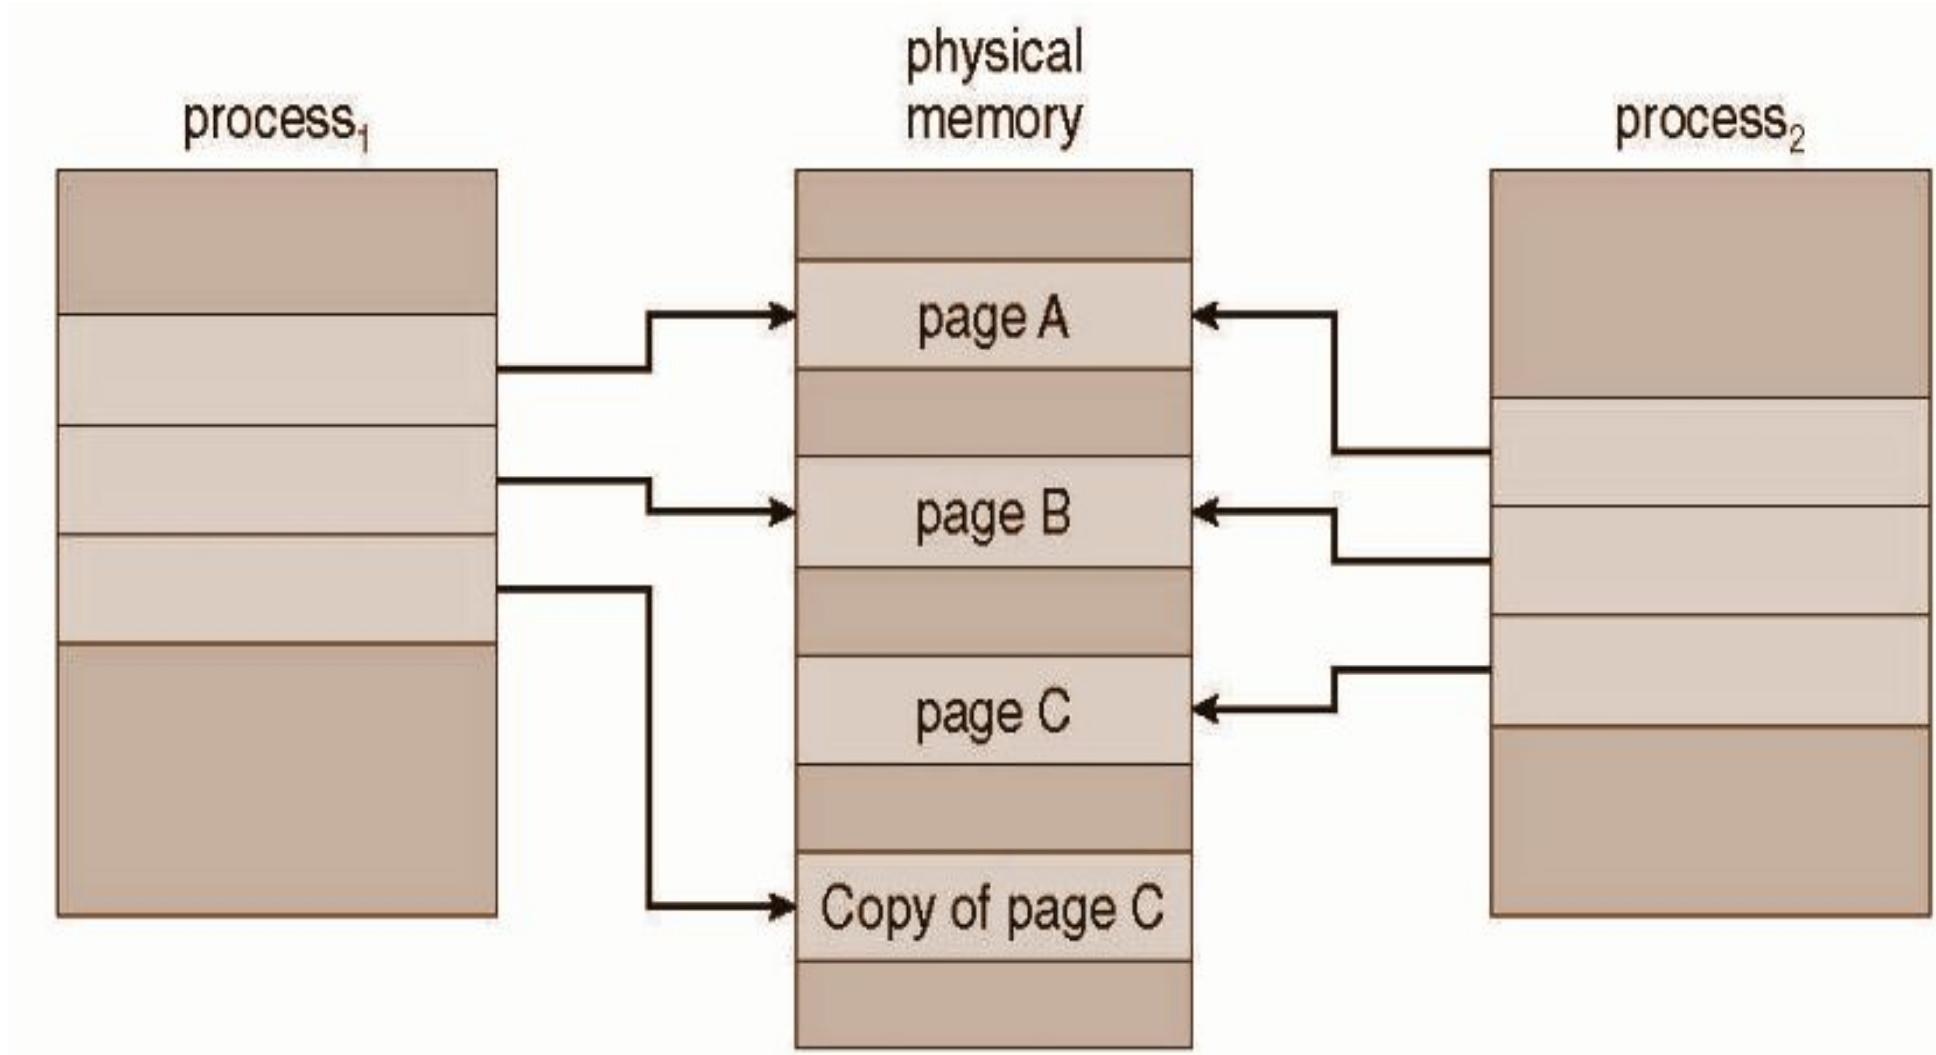 process₁
physical
memory
process₂
page A
page B
page C
Copy of page C